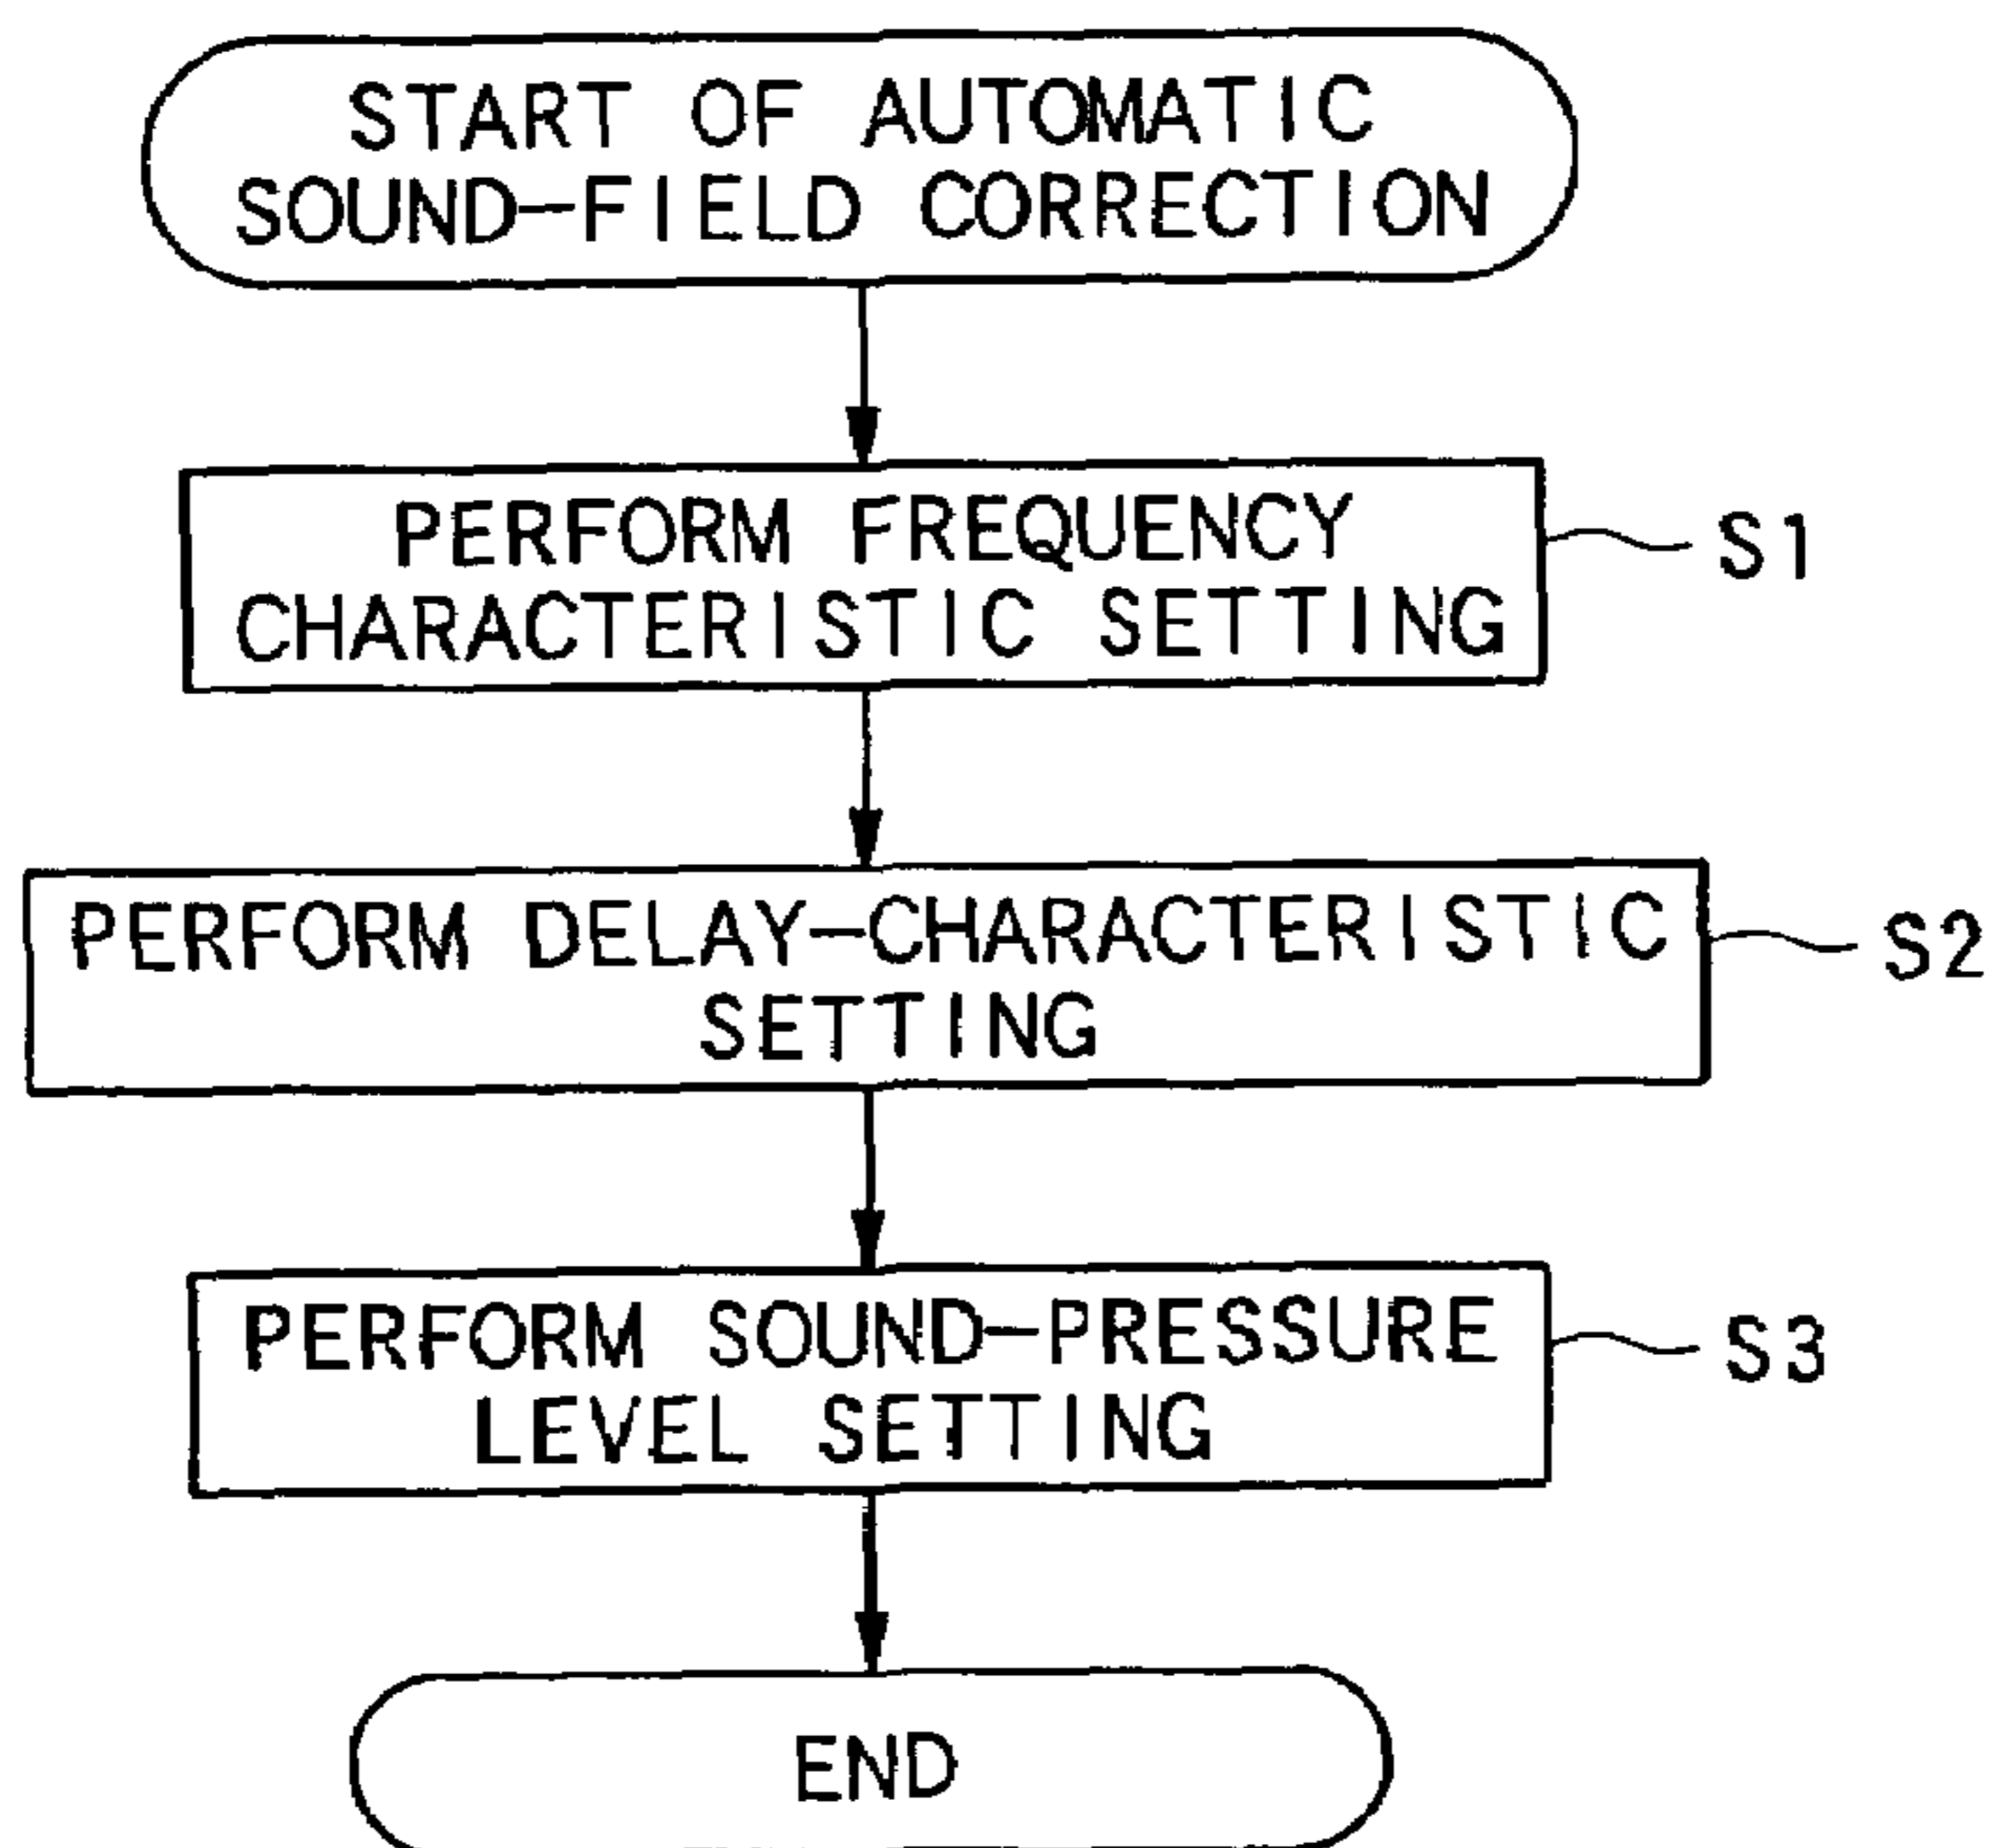 START OF AUTOMATIC
SOUND-FIELD CORRECTION
PERFORM FREQUENCY
CHARACTERISTIC SETTING
S1
PERFORM DELAY-CHARACTERISTIC
SETTING
S2
PERFORM SOUND-PRESSURE
LEVEL SETTING
S3
END